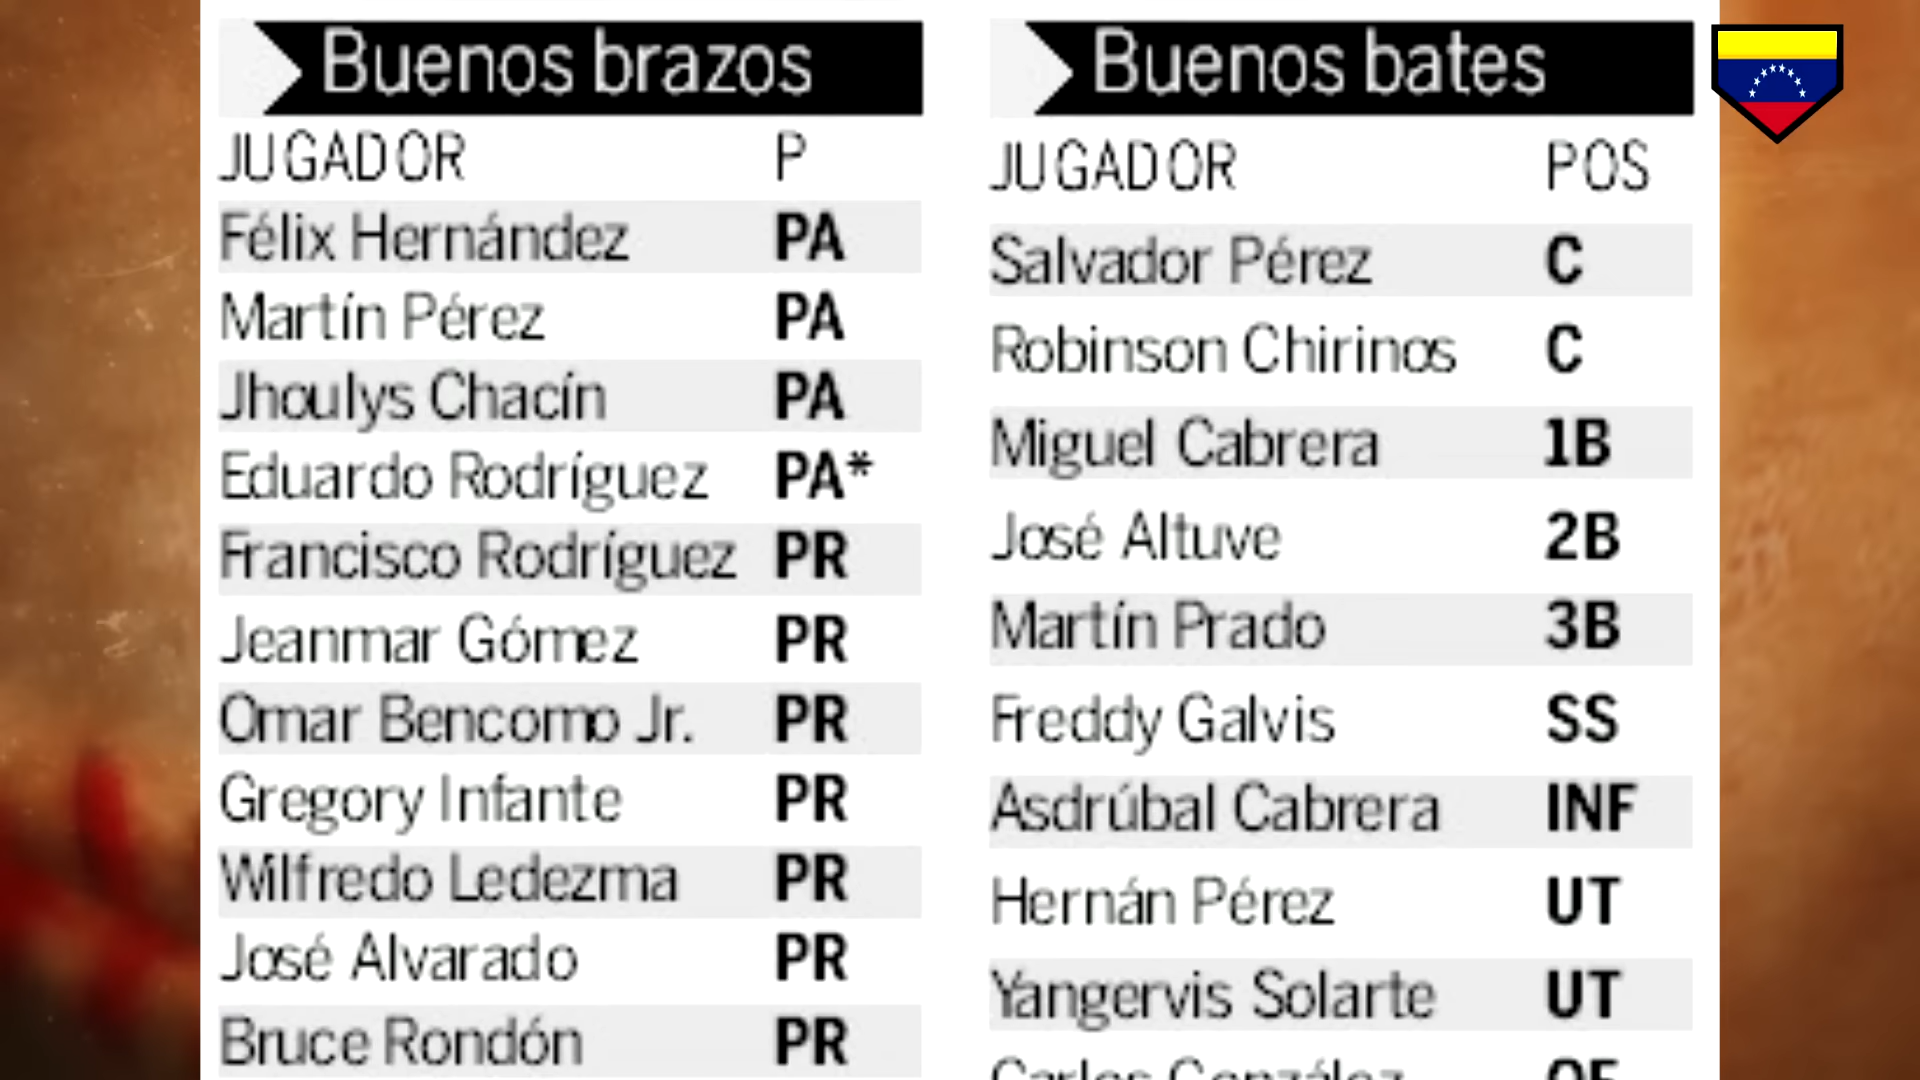 Buenos brazos
JUGADOR P
Félix Hernández PA
Martín Pérez PA
Jhoulys Chacín PA
Eduardo Rodríguez PA*
Francisco Rodríguez PR
Jeanmar Gómez PR
Omar Bencomo Jr. PR
Gregory Infante PR
Wilfredo Ledezma PR
José Alvarado PR
Bruce Rondón PR
Buenos bates
JUGADOR POS
Salvador Pérez C
Robinson Chirinos C
Miguel Cabrera 1B
José Altuve 2B
Martín Prado 3B
Freddy Galvis SS
Asdrúbal Cabrera INF
Hernán Pérez UT
Yangervis Solarte UT
Carlos González OF